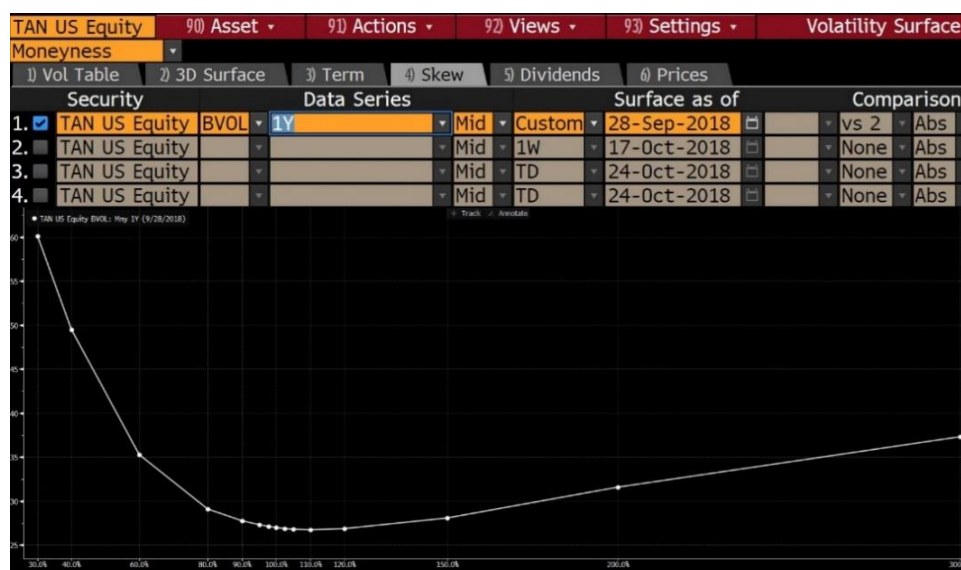 TAN US Equity 90) Asset 91) Actions 92) Views 93) Settings Volatility Surface
Moneyness
1) Vol Table 2) 3D Surface 3) Term 4) Skew 5) Dividends 6) Prices
Security Data Series Surface as of Comparison
1. TAN US Equity BVOL 1Y Mid Custom 28-Sep-2018 vs 2 Abs
2. TAN US Equity Mid 1W 17-Oct-2018 None Abs
3. TAN US Equity Mid TD 24-Oct-2018 None Abs
4. TAN US Equity Mid TD 24-Oct-2018 None Abs
TAN US Equity BVOL: Mny 1Y (9/28/2018) Track Annotate
60
55
50
45
40
35
30
25
30.0% 40.0% 60.0% 80.0% 90.0% 100.0% 110.0% 120.0% 150.0% 200.0% 300